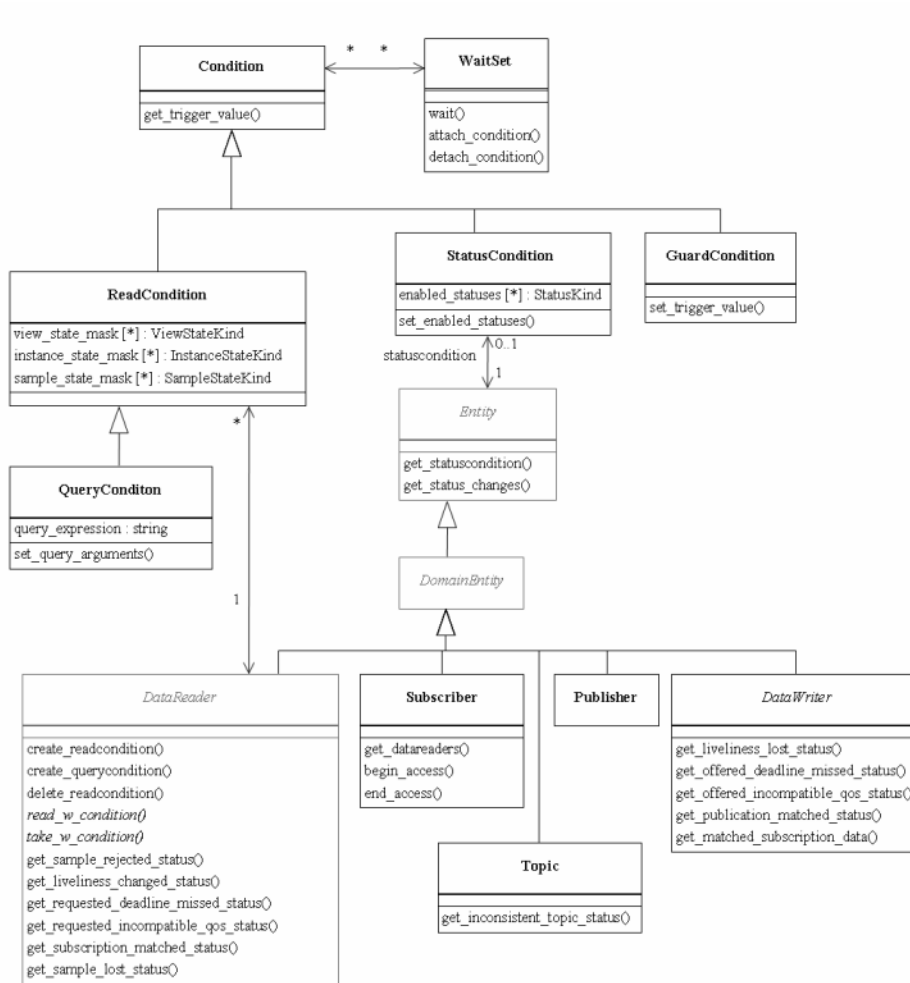 * *
Condition
get_trigger_value()
WaitSet
wait()
attach_condition()
detach_condition()
ReadCondition
view_state_mask [*] : ViewStateKind
instance_state_mask [*] : InstanceStateKind
sample_state_mask [*] : SampleStateKind
StatusCondition
enabled_statuses [*] : StatusKind
set_enabled_statuses()
GuardCondition
set_trigger_value()
statuscondition
0..1
1
*
1
QueryConditon
query_expression : string
set_query_arguments()
Entity
get_statuscondition()
get_status_changes()
DomainEntity
DataReader
create_readcondition()
create_querycondition()
delete_readcondition()
read_w_condition()
take_w_condition()
get_sample_rejected_status()
get_liveliness_changed_status()
get_requested_deadline_missed_status()
get_requested_incompatible_qos_status()
get_subscription_matched_status()
get_sample_lost_status()
Subscriber
get_datareaders()
begin_access()
end_access()
Topic
get_inconsistent_topic_status()
Publisher
DataWriter
get_liveliness_lost_status()
get_offered_deadline_missed_status()
get_offered_incompatible_qos_status()
get_publication_matched_status()
get_matched_subscription_data()